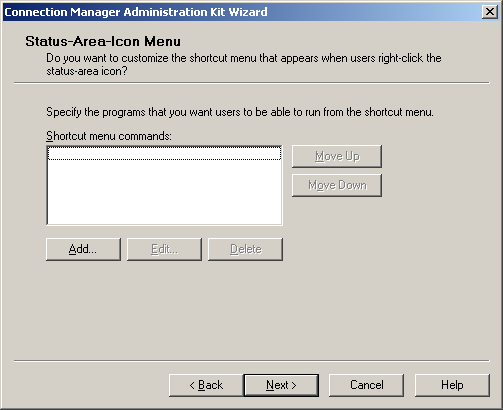 Connection Manager Administration Kit Wizard
Status-Area-Icon Menu
Do you want to customize the shortcut menu that appears when users right-click the
status-area icon?
Specify the programs that you want users to be able to run from the shortcut menu.
Shortcut menu commands:
Move Up
Move Down
Add... Edit... Delete
< Back Next > Cancel Help